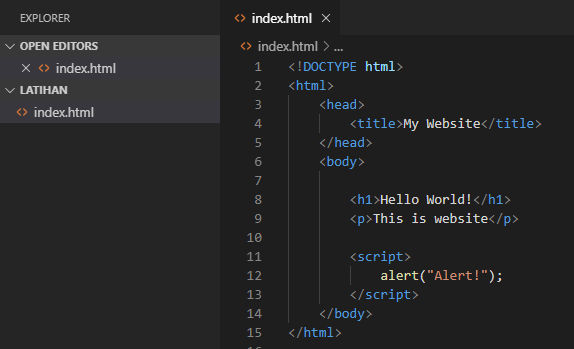 EXPLORER
OPEN EDITORS
index.html
LATIHAN
index.html
index.html
index.html > ...
1 <!DOCTYPE html>
2 <html>
3 <head>
4 <title>My Website</title>
5 </head>
6 <body>
7
8 <h1>Hello World!</h1>
9 <p>This is website</p>
10
11 <script>
12 alert("Alert!");
13 </script>
14 </body>
15 </html>